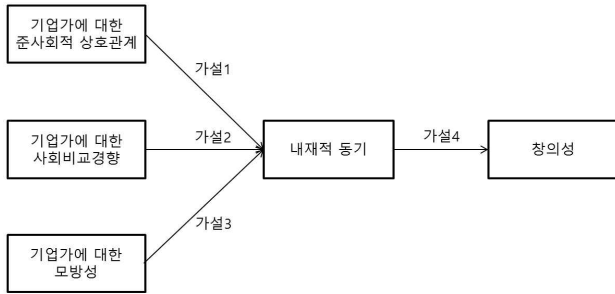 기업가에 대한
준사회적 상호관계
가설1
기업가에 대한
사회비교경향
가설2
내재적 동기
가설4
창의성
가설3
기업가에 대한
모방성